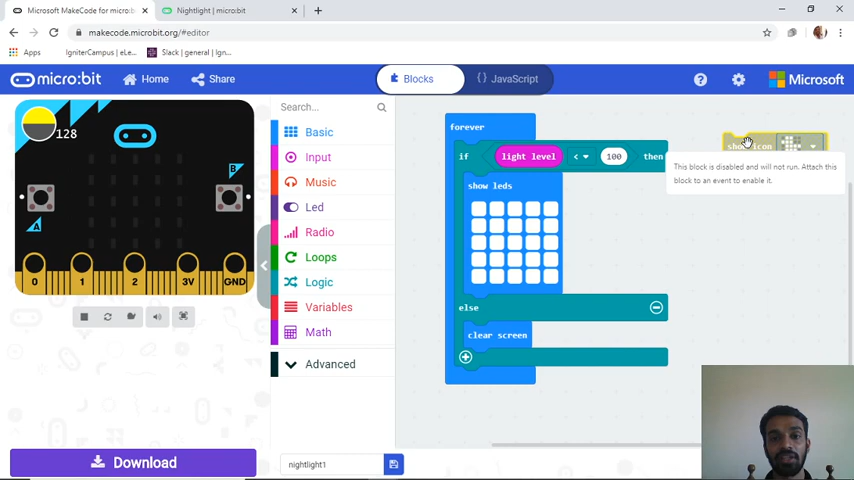 Microsoft MakeCode for micro:b
Nightlight | micro:bit
makecode.microbit.org/#editor
Apps
IgniterCampus | eLe...
Slack | general | Ign...
micro:bit
Home
Share
Blocks
{} JavaScript
Microsoft
128
B
A
0
1
2
3V
GND
Search...
Basic
Input
Music
Led
Radio
Loops
Logic
Variables
Math
Advanced
forever
if
light level
<
100
then
show leds
else
clear screen
show icon
This block is disabled and will not run. Attach this
block to an event to enable it.
Download
nightlight1